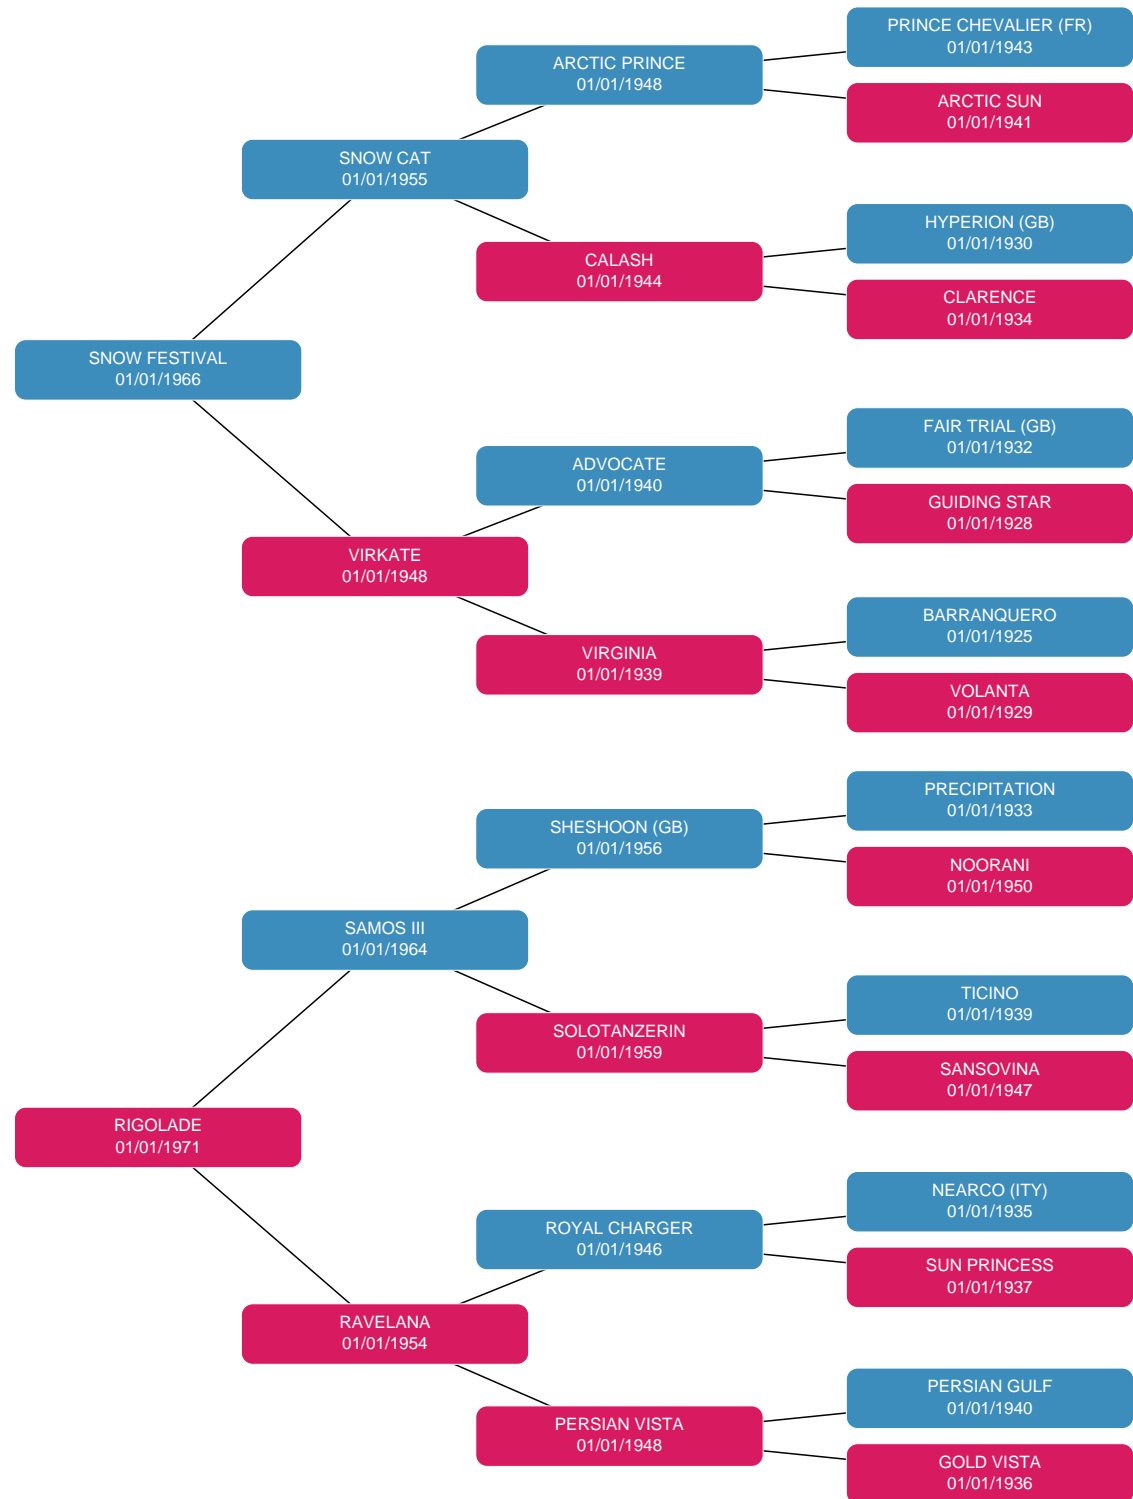 PRINCE CHEVALIER (FR)
01/01/1943
ARCTIC PRINCE
01/01/1948
ARCTIC SUN
01/01/1941
SNOW CAT
01/01/1955
HYPERION (GB)
01/01/1930
CALASH
01/01/1944
CLARENCE
01/01/1934
SNOW FESTIVAL
01/01/1966
FAIR TRIAL (GB)
01/01/1932
ADVOCATE
01/01/1940
GUIDING STAR
01/01/1928
VIRKATE
01/01/1948
BARRANQUERO
01/01/1925
VIRGINIA
01/01/1939
VOLANTA
01/01/1929
PRECIPITATION
01/01/1933
SHESHOON (GB)
01/01/1956
NOORANI
01/01/1950
SAMOS III
01/01/1964
TICINO
01/01/1939
SOLOTANZERIN
01/01/1959
SANSOVINA
01/01/1947
RIGOLADE
01/01/1971
NEARCO (ITY)
01/01/1935
ROYAL CHARGER
01/01/1946
SUN PRINCESS
01/01/1937
RAVELANA
01/01/1954
PERSIAN GULF
01/01/1940
PERSIAN VISTA
01/01/1948
GOLD VISTA
01/01/1936